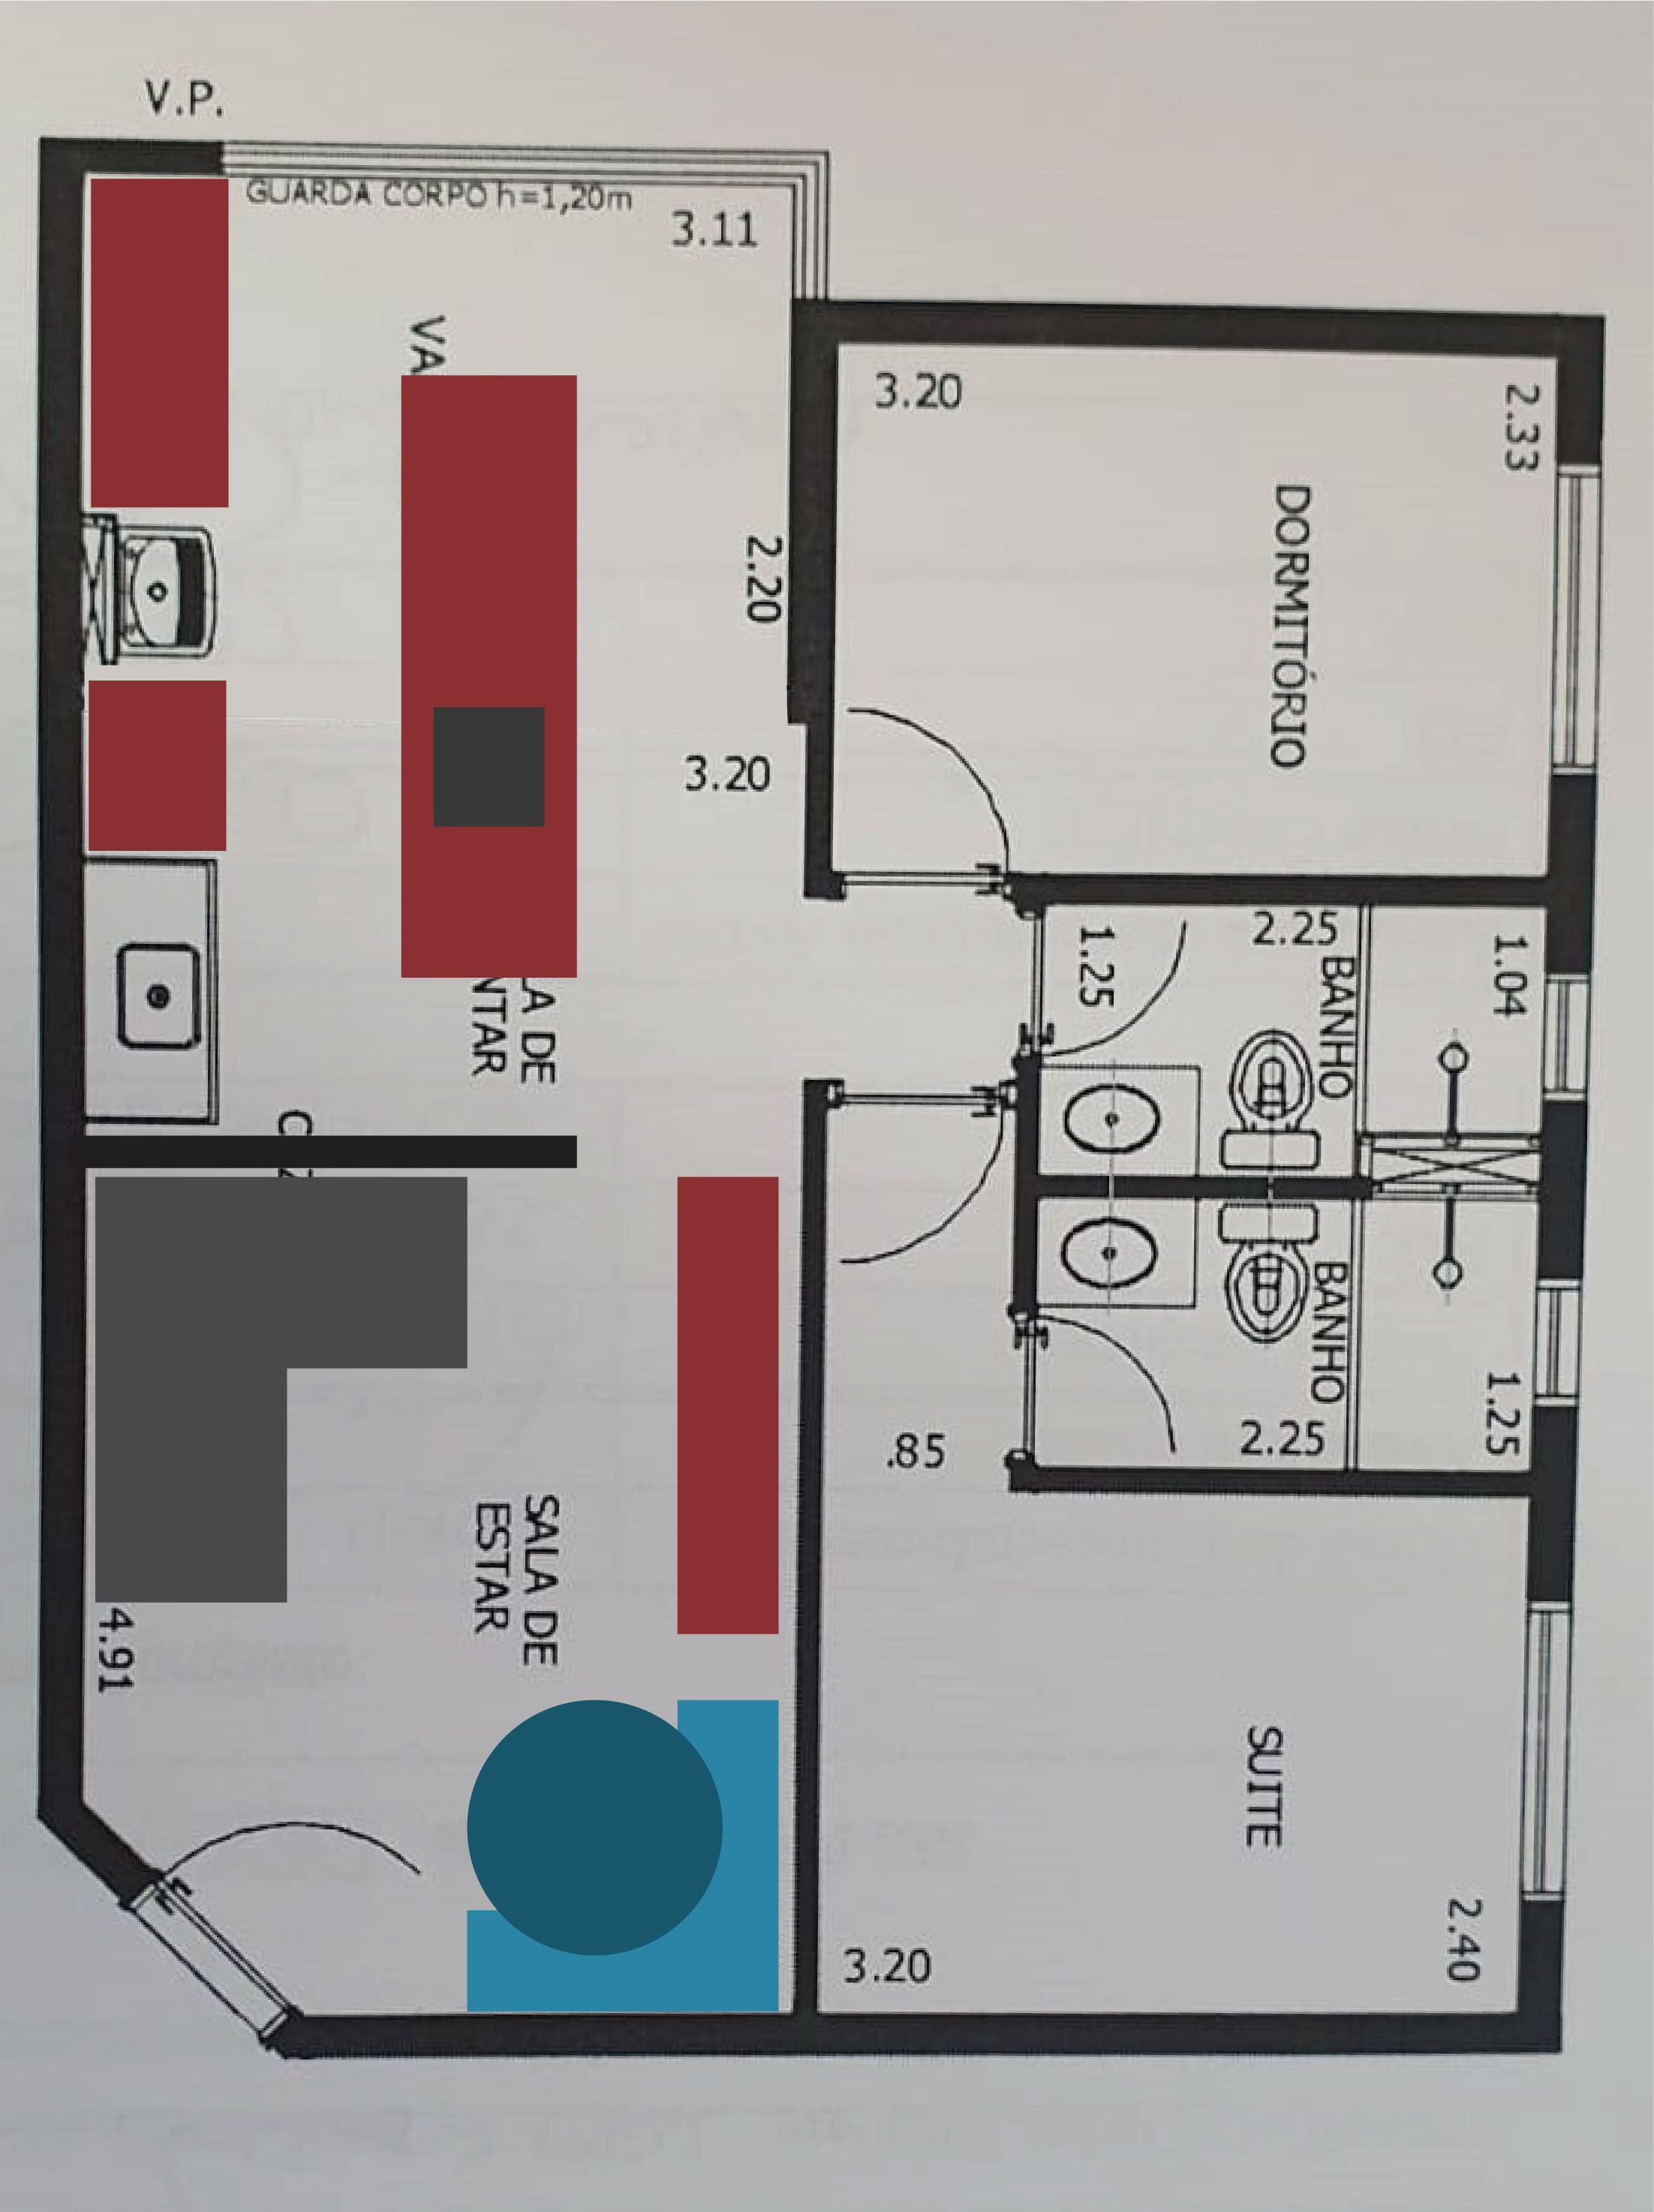 V.P.
GUARDA CORPO h=1,20m
3.11
VA
3.20
2.33
DORMITÓRIO
2.20
3.20
2.25
1.04
1.25
BANHO
LA DE
NTAR
C
BANHO
1.25
2.25
.85
SALA DE
ESTAR
4.91
SUITE
2.40
3.20